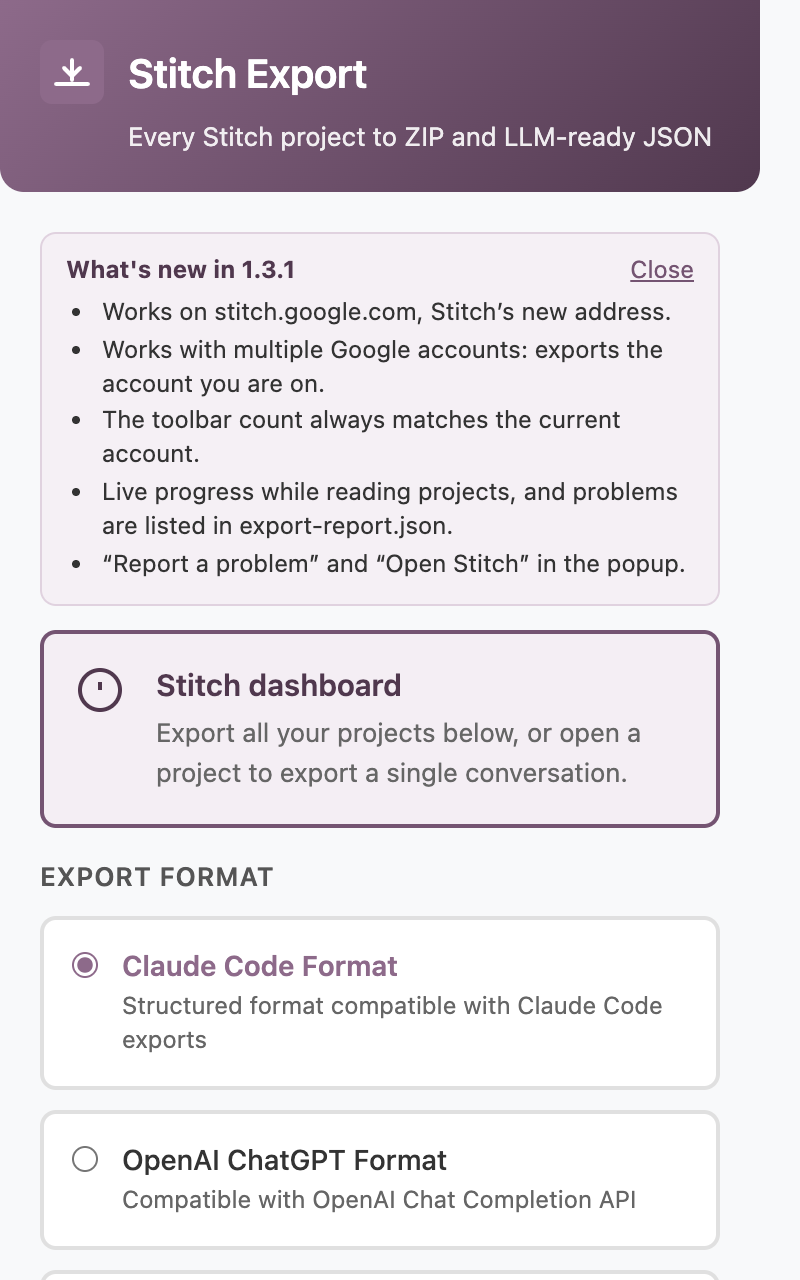 Stitch Export
Every Stitch project to ZIP and LLM-ready JSON
What's new in 1.3.1
Close
• Works on stitch.google.com, Stitch’s new address.
• Works with multiple Google accounts: exports the
account you are on.
• The toolbar count always matches the current
account.
• Live progress while reading projects, and problems
are listed in export-report.json.
• “Report a problem” and “Open Stitch” in the popup.
Stitch dashboard
Export all your projects below, or open a
project to export a single conversation.
EXPORT FORMAT
Claude Code Format
Structured format compatible with Claude Code
exports
OpenAI ChatGPT Format
Compatible with OpenAI Chat Completion API